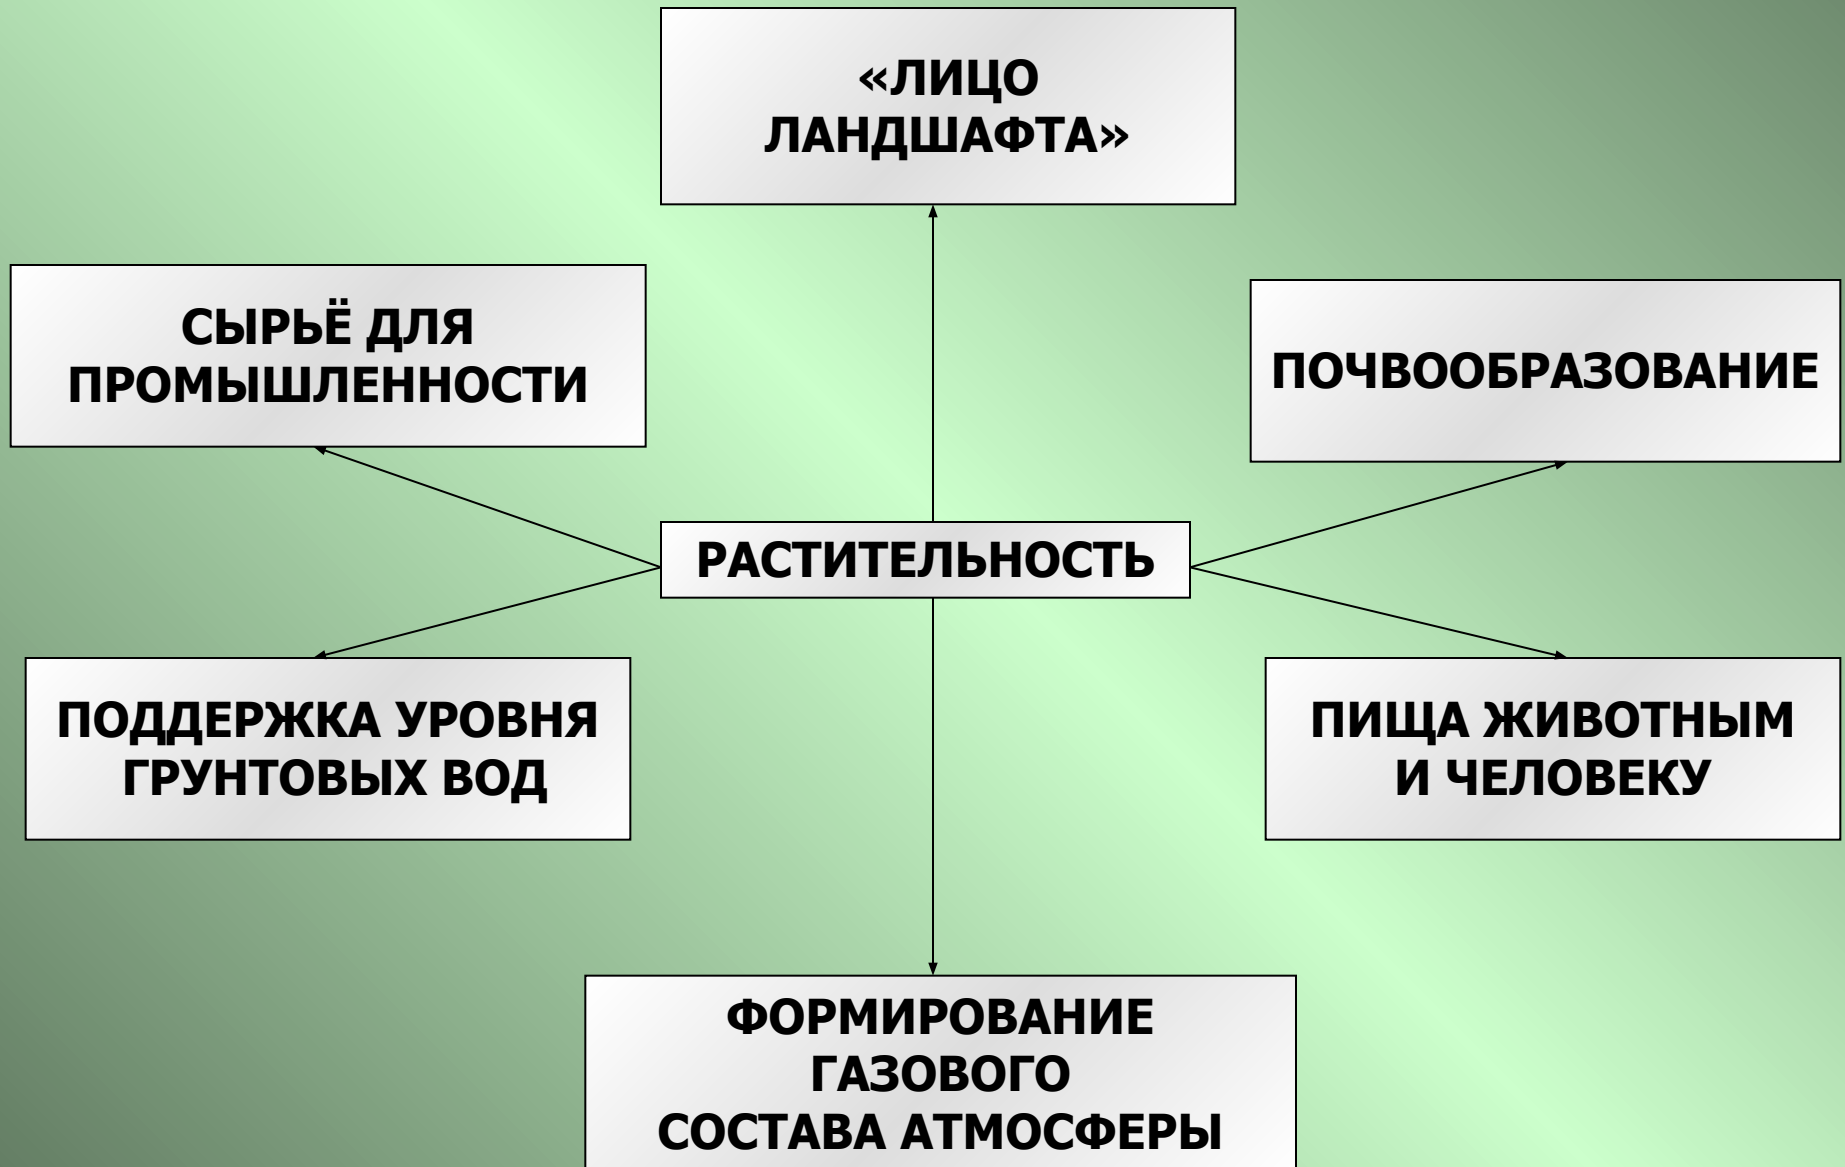 «ЛИЦО
ЛАНДШАФТА»
СЫРЬЁ ДЛЯ
ПРОМЫШЛЕННОСТИ
ПОЧВООБРАЗОВАНИЕ
РАСТИТЕЛЬНОСТЬ
ПОДДЕРЖКА УРОВНЯ
ГРУНТОВЫХ ВОД
ПИЩА ЖИВОТНЫМ
И ЧЕЛОВЕКУ
ФОРМИРОВАНИЕ
ГАЗОВОГО
СОСТАВА АТМОСФЕРЫ